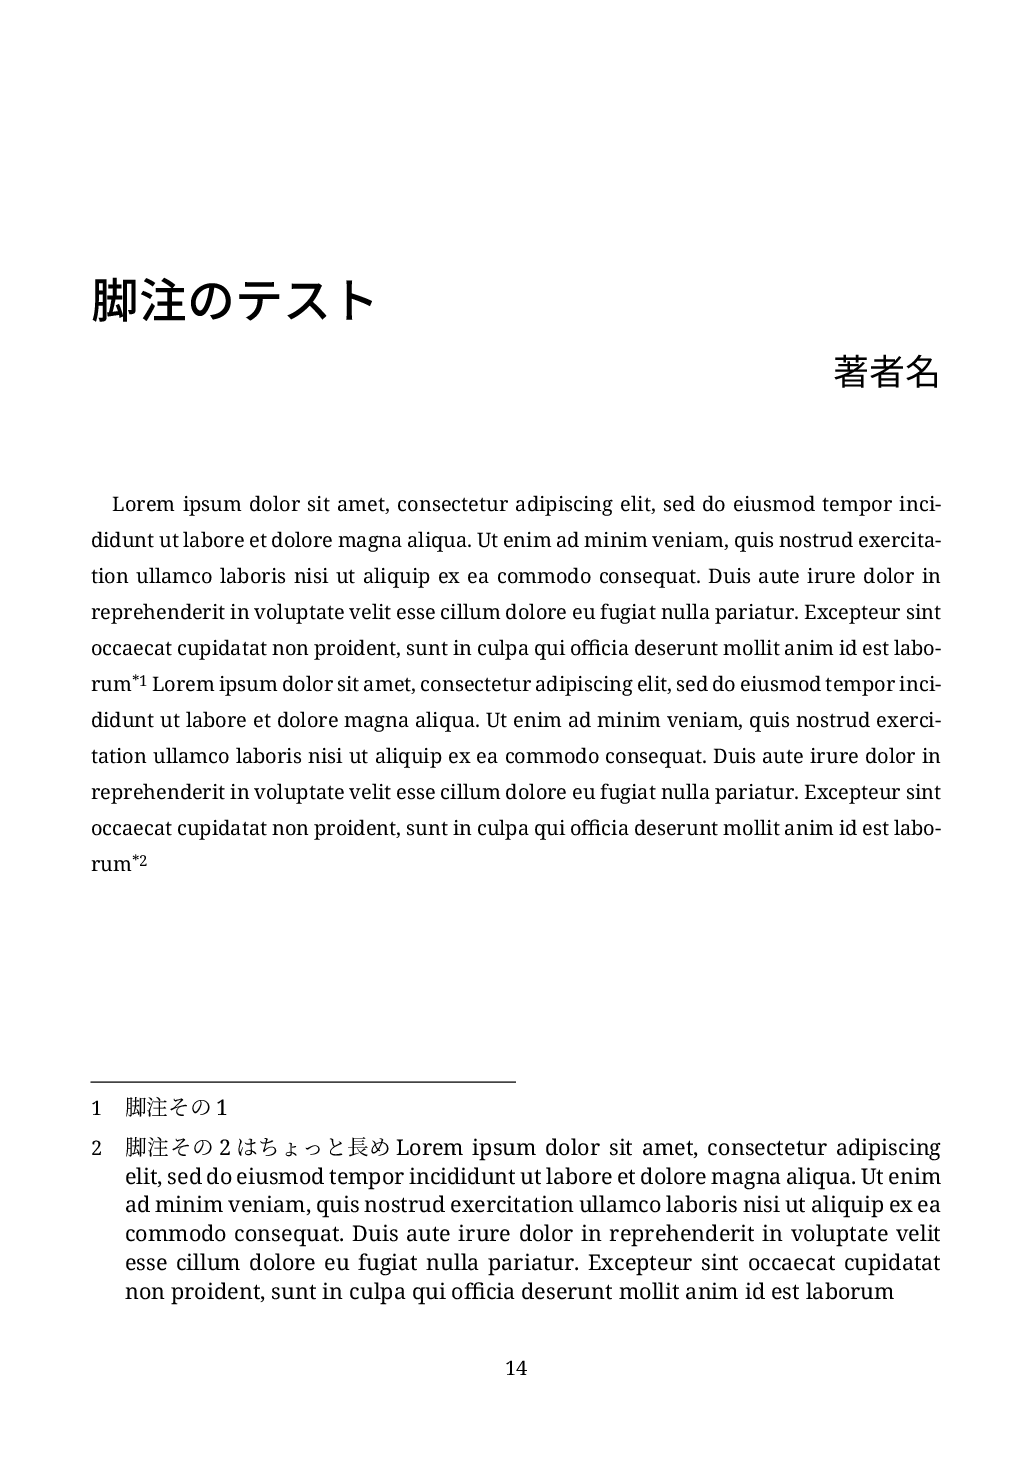 脚注のテスト
著者名
Lorem ipsum dolor sit amet, consectetur adipiscing elit, sed do eiusmod tempor inci-
didunt ut labore et dolore magna aliqua. Ut enim ad minim veniam, quis nostrud exercita-
tion ullamco laboris nisi ut aliquip ex ea commodo consequat. Duis aute irure dolor in
reprehenderit in voluptate velit esse cillum dolore eu fugiat nulla pariatur. Excepteur sint
occaecat cupidatat non proident, sunt in culpa qui officia deserunt mollit anim id est labo-
rum*1 Lorem ipsum dolor sit amet, consectetur adipiscing elit, sed do eiusmod tempor inci-
didunt ut labore et dolore magna aliqua. Ut enim ad minim veniam, quis nostrud exerci-
tation ullamco laboris nisi ut aliquip ex ea commodo consequat. Duis aute irure dolor in
reprehenderit in voluptate velit esse cillum dolore eu fugiat nulla pariatur. Excepteur sint
occaecat cupidatat non proident, sunt in culpa qui officia deserunt mollit anim id est labo-
rum*2
1 脚注その 1
2 脚注その 2 はちょっと長め Lorem ipsum dolor sit amet, consectetur adipiscing
elit, sed do eiusmod tempor incididunt ut labore et dolore magna aliqua. Ut enim
ad minim veniam, quis nostrud exercitation ullamco laboris nisi ut aliquip ex ea
commodo consequat. Duis aute irure dolor in reprehenderit in voluptate velit
esse cillum dolore eu fugiat nulla pariatur. Excepteur sint occaecat cupidatat
non proident, sunt in culpa qui officia deserunt mollit anim id est laborum
14